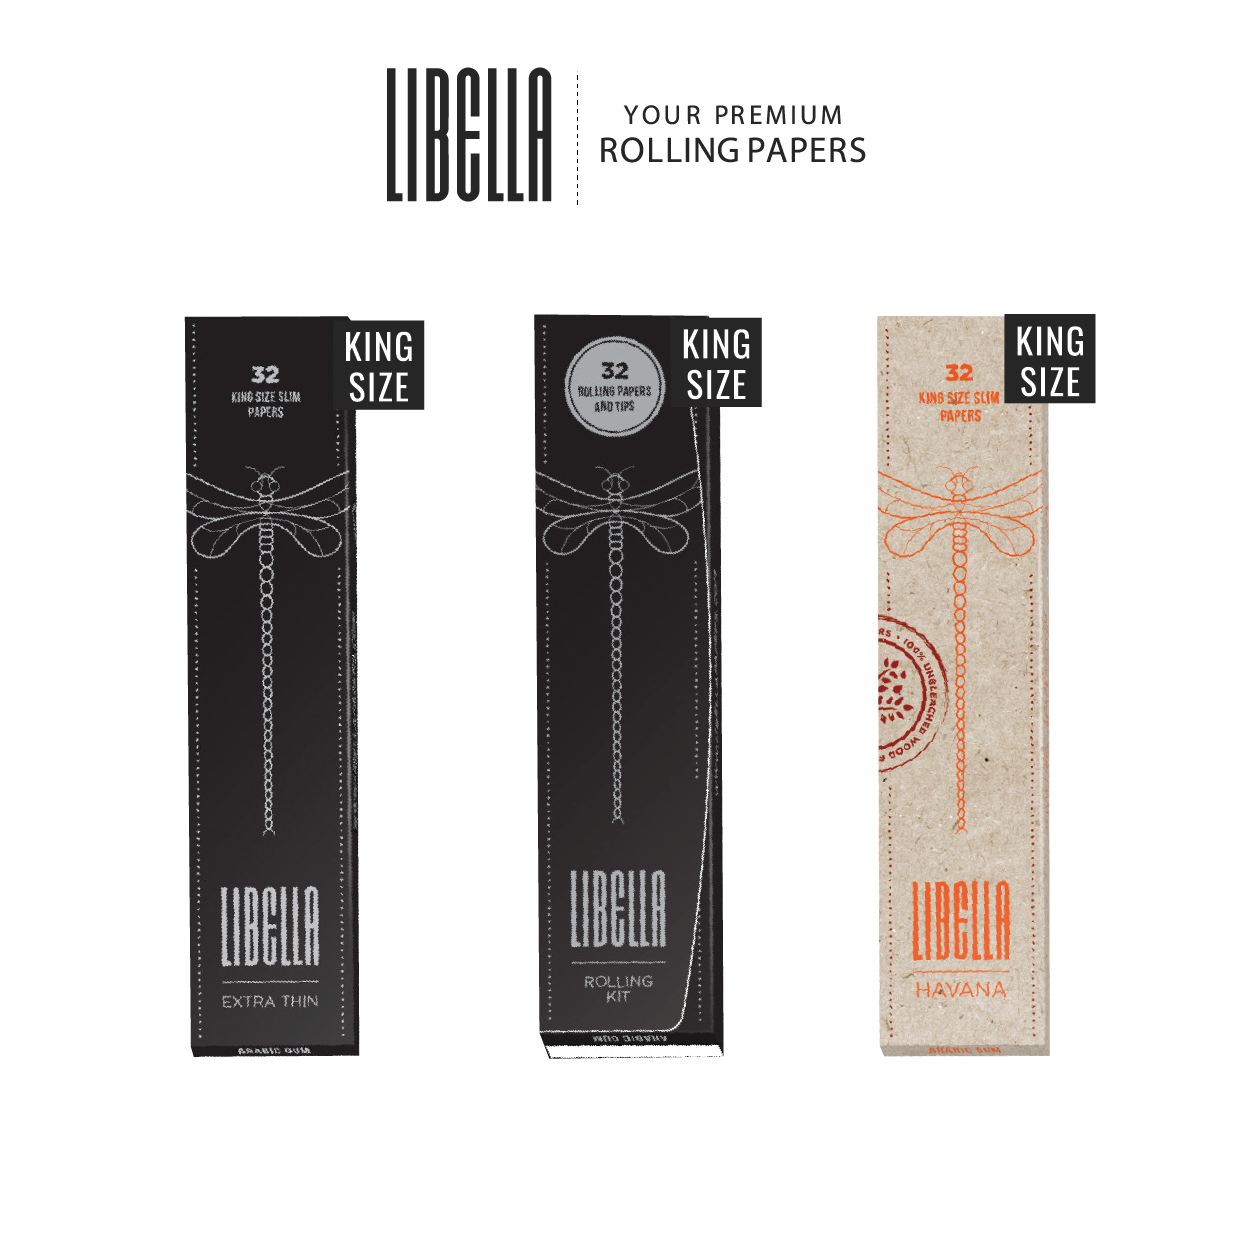 LIBELLA
YOUR PREMIUM
ROLLING PAPERS
KING
SIZE
32
KING SIZE SLIM
PAPERS
LIBELLA
EXTRA THIN
ARABIC GUM
KING
SIZE
32
ROLLING PAPERS
AND TIPS
LIBELLA
ROLLING
KIT
ARABIC GUM
KING
SIZE
32
KING SIZE SLIM
PAPERS
RS • 100% UNBLEACHED WOOD
LIBELLA
HAVANA
ARABIC GUM